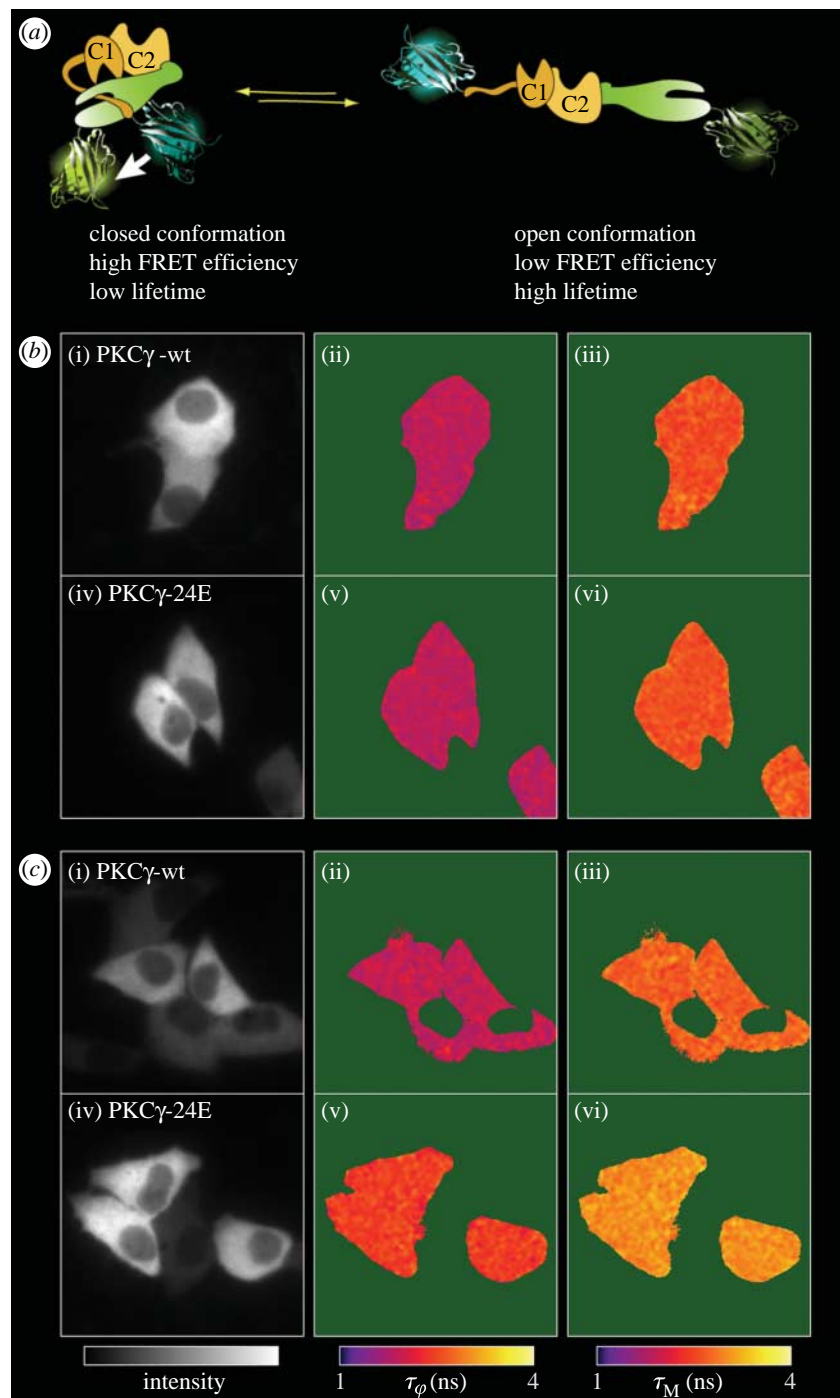 (a)
C1
C2
C1
C2
closed conformation
high FRET efficiency
low lifetime
open conformation
low FRET efficiency
high lifetime
(b)
(i) PKCγ -wt
(ii)
(iii)
(iv) PKCγ-24E
(v)
(vi)
(c)
(i) PKCγ-wt
(ii)
(iii)
(iv) PKCγ-24E
(v)
(vi)
intensity
1 τφ (ns) 4
1 τM (ns) 4